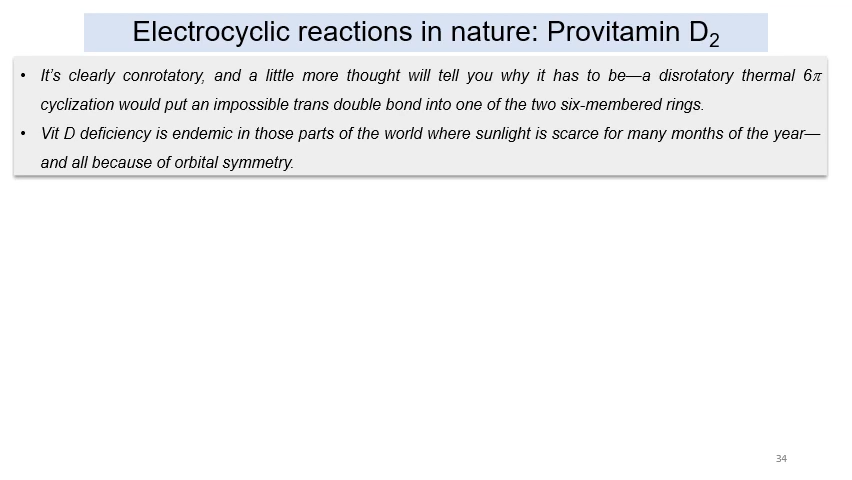 Electrocyclic reactions in nature: Provitamin D₂
• It’s clearly conrotatory, and a little more thought will tell you why it has to be—a disrotatory thermal 6π
cyclization would put an impossible trans double bond into one of the two six-membered rings.
• Vit D deficiency is endemic in those parts of the world where sunlight is scarce for many months of the year—
and all because of orbital symmetry.
34